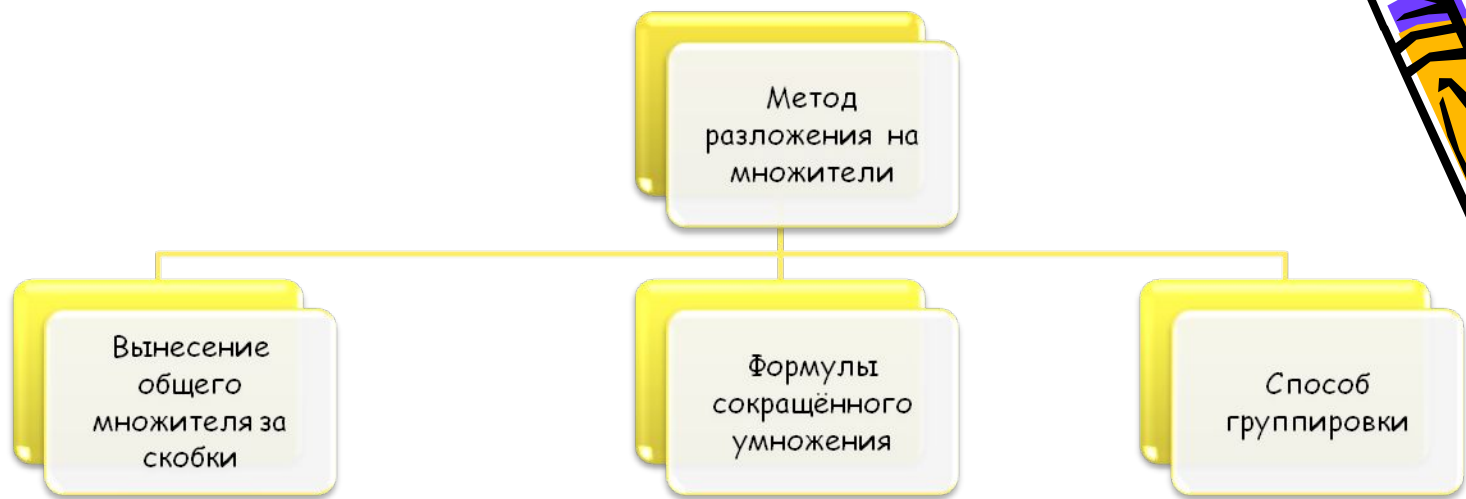 Метод
разложения на
множители
Вынесение
общего
множителя за
скобки
Формулы
сокращённого
умножения
Способ
группировки